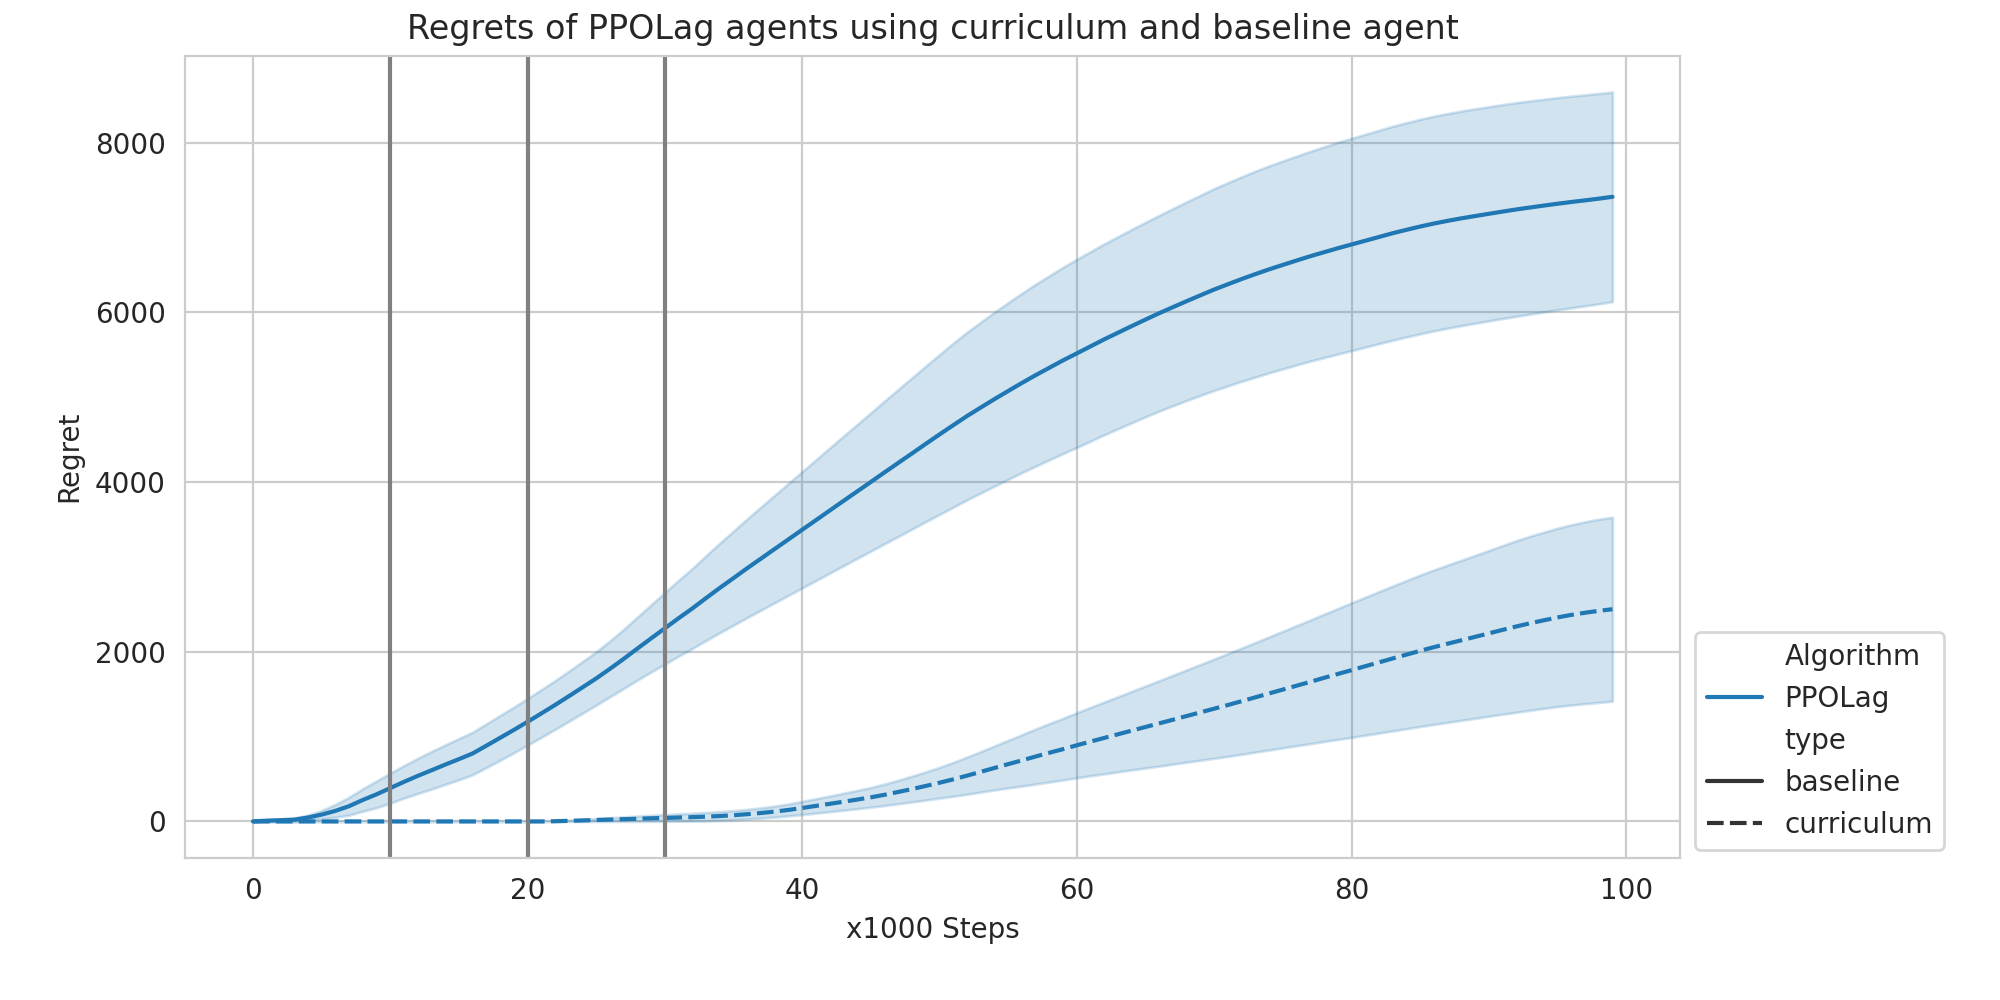 Regrets of PPOLag agents using curriculum and baseline agent
Regret
8000
6000
4000
2000
0
0 20 40 60 80 100
x1000 Steps
Algorithm
PPOLag
type
baseline
curriculum